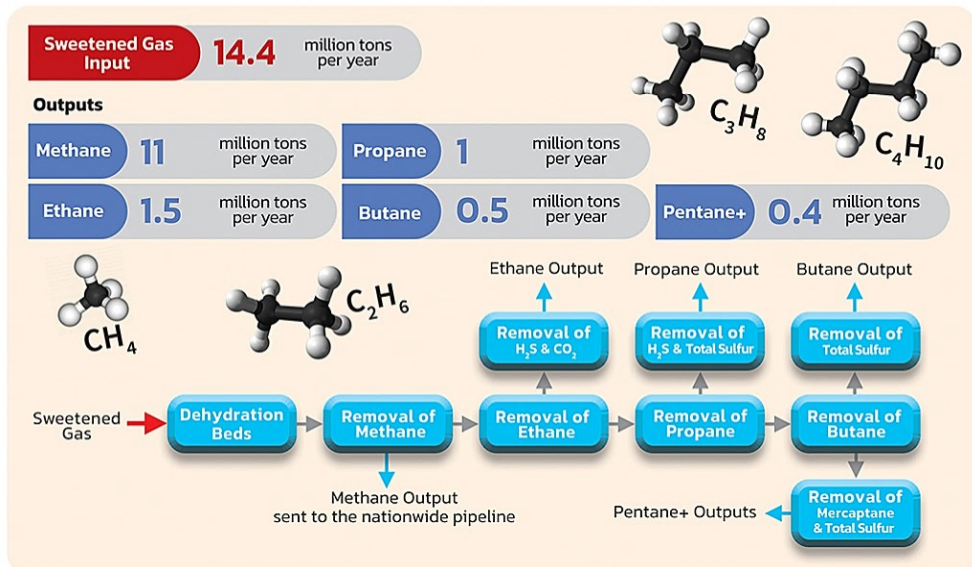 Sweetened Gas
Input
14.4
million tons
per year
Outputs
Methane
11
million tons
per year
Propane
1
million tons
per year
Ethane
1.5
million tons
per year
Butane
0.5
million tons
per year
Pentane+
0.4
million tons
per year
C₃H₈
C₄H₁₀
CH₄
C₂H₆
Ethane Output
Propane Output
Butane Output
Removal of
H₂S & CO₂
Removal of
H₂S & Total Sulfur
Removal of
Total Sulfur
Sweetened
Gas
Dehydration
Beds
Removal of
Methane
Removal of
Ethane
Removal of
Propane
Removal of
Butane
Methane Output
sent to the nationwide pipeline
Pentane+ Outputs
Removal of
Mercaptane
& Total Sulfur